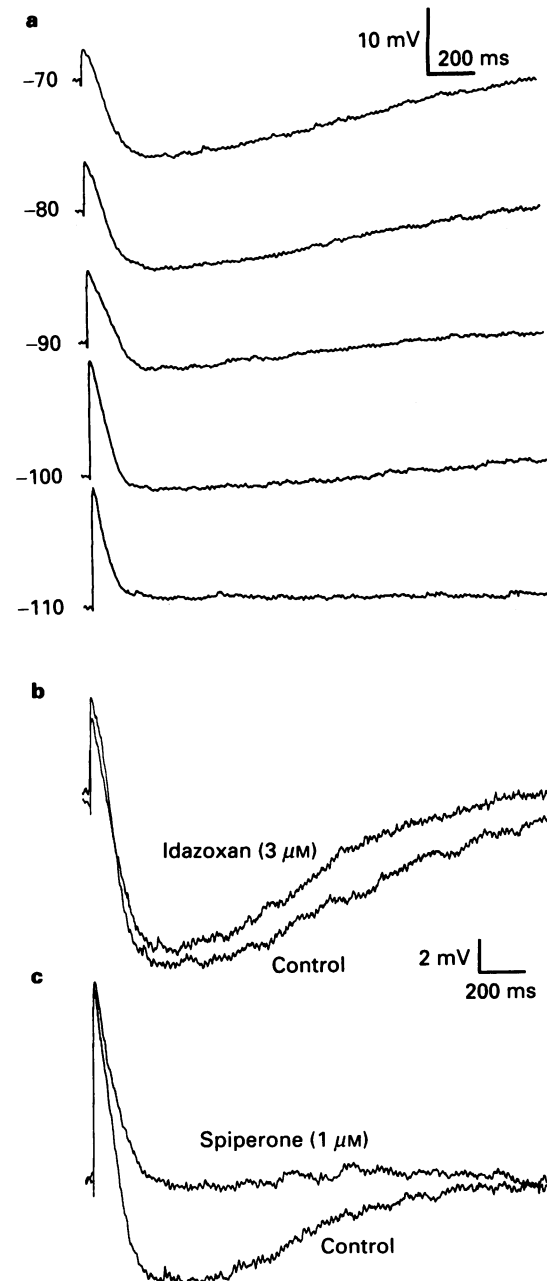 a
10 mV
200 ms
–70
–80
–90
–100
–110
b
Idazoxan (3 μM)
Control
2 mV
200 ms
c
Spiperone (1 μM)
Control